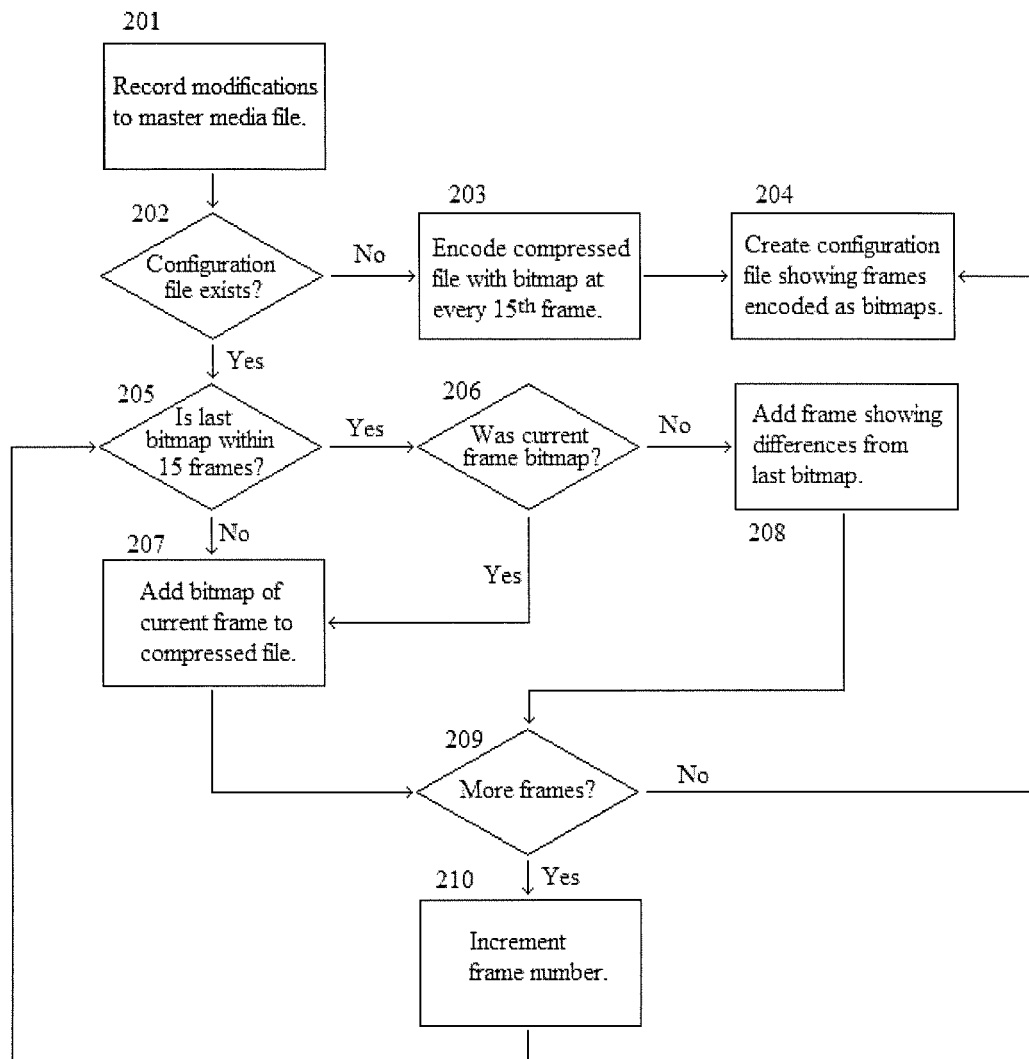 201
Record modifications
to master media file.
202
Configuration
file exists?
No
203
Encode compressed
file with bitmap at
every 15th frame.
204
Create configuration
file showing frames
encoded as bitmaps.
Yes
205
Is last
bitmap within
15 frames?
Yes
206
Was current
frame bitmap?
No
Add frame showing
differences from
last bitmap.
208
No
207
Add bitmap of
current frame to
compressed file.
Yes
209
More frames?
No
Yes
210
Increment
frame number.